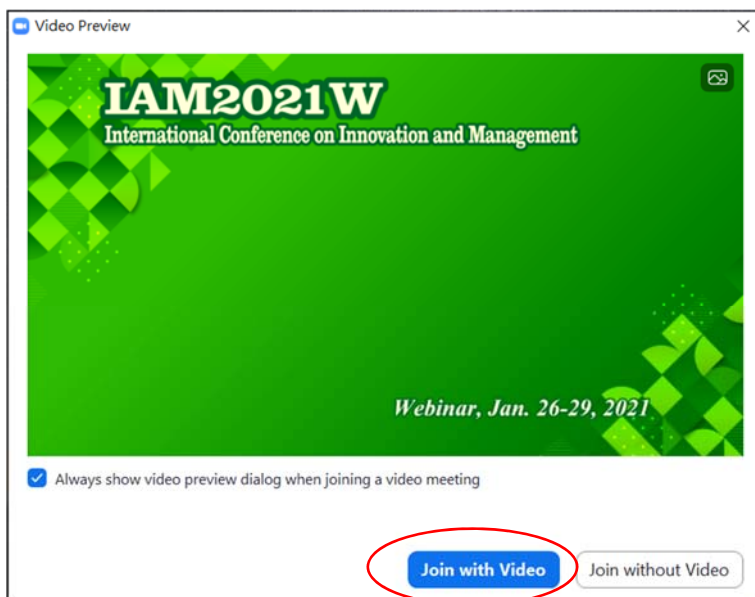 Video Preview
IAM2021W
International Conference on Innovation and Management
Webinar, Jan. 26-29, 2021
Always show video preview dialog when joining a video meeting
Join with Video
Join without Video